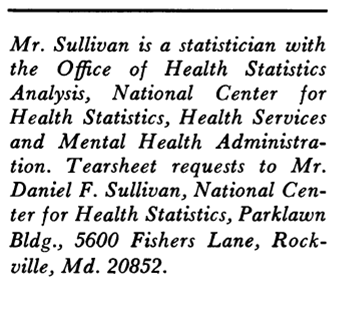 Mr. Sullivan is a statistician with
the Office of Health Statistics
Analysis, National Center for
Health Statistics, Health Services
and Mental Health Administra-
tion. Tearsheet requests to Mr.
Daniel F. Sullivan, National Cen-
ter for Health Statistics, Parklawn
Bldg., 5600 Fishers Lane, Rock-
ville, Md. 20852.